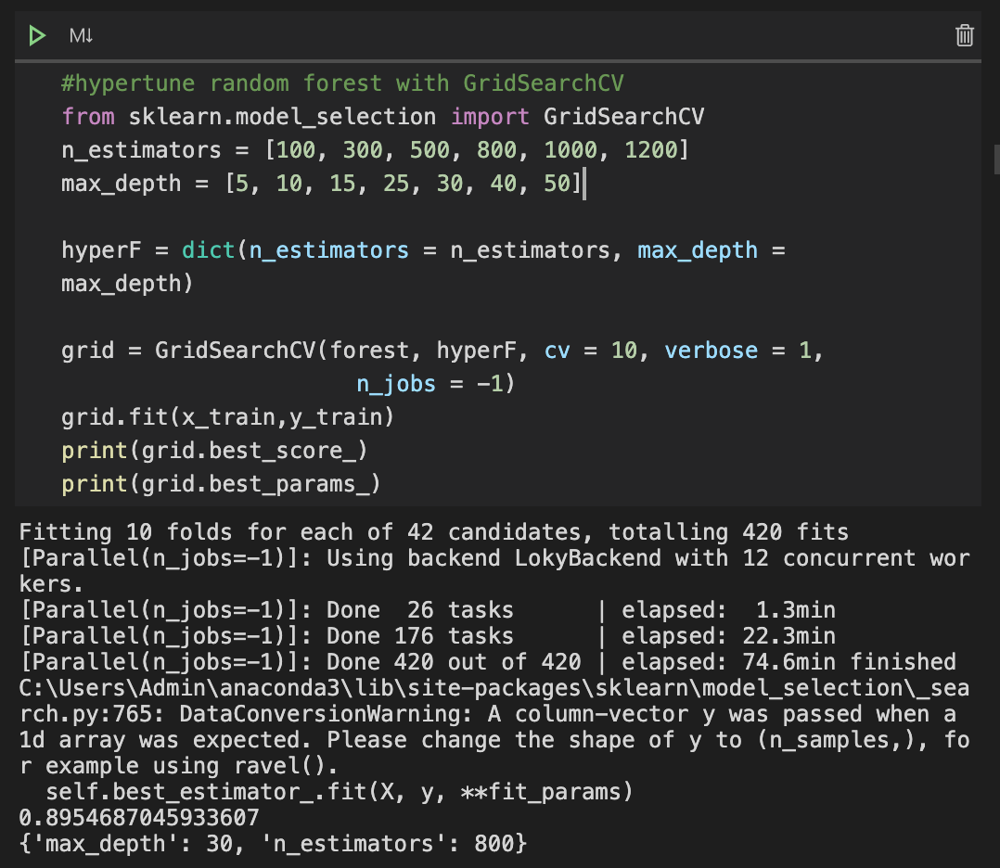 M↓
#hypertune random forest with GridSearchCV
from sklearn.model_selection import GridSearchCV
n_estimators = [100, 300, 500, 800, 1000, 1200]
max_depth = [5, 10, 15, 25, 30, 40, 50]
hyperF = dict(n_estimators = n_estimators, max_depth =
max_depth)
grid = GridSearchCV(forest, hyperF, cv = 10, verbose = 1,
                      n_jobs = -1)
grid.fit(x_train,y_train)
print(grid.best_score_)
print(grid.best_params_)
Fitting 10 folds for each of 42 candidates, totalling 420 fits
[Parallel(n_jobs=-1)]: Using backend LokyBackend with 12 concurrent wor
kers.
[Parallel(n_jobs=-1)]: Done  26 tasks      | elapsed:  1.3min
[Parallel(n_jobs=-1)]: Done 176 tasks      | elapsed: 22.3min
[Parallel(n_jobs=-1)]: Done 420 out of 420 | elapsed: 74.6min finished
C:\Users\Admin\anaconda3\lib\site-packages\sklearn\model_selection\_sea
rch.py:765: DataConversionWarning: A column-vector y was passed when a
1d array was expected. Please change the shape of y to (n_samples,), fo
r example using ravel().
  self.best_estimator_.fit(X, y, **fit_params)
0.8954687045933607
{'max_depth': 30, 'n_estimators': 800}